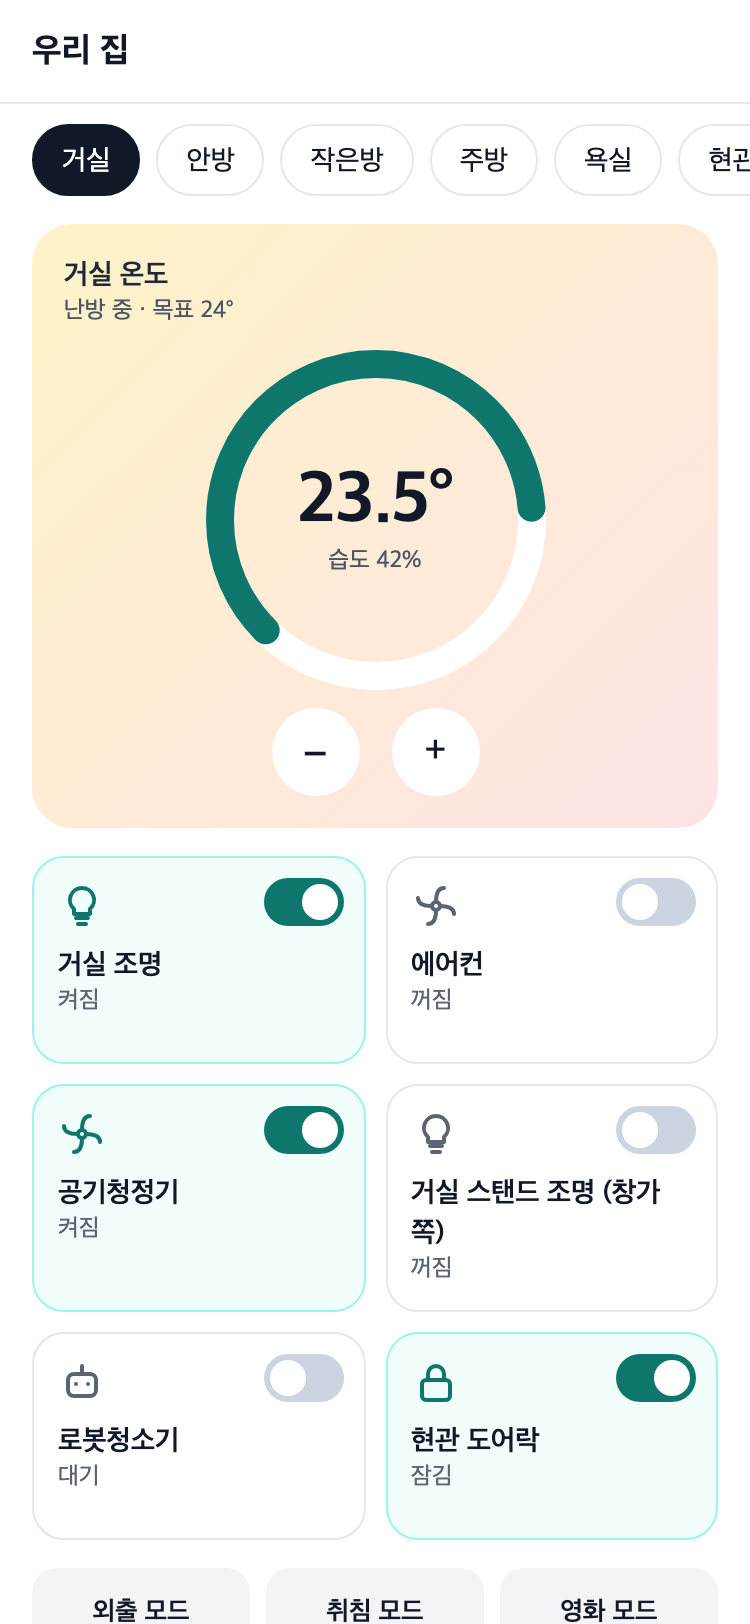 우리 집
거실
안방
작은방
주방
욕실
현관
거실 온도
난방 중 · 목표 24°
23.5°
습도 42%
−
+
거실 조명
켜짐
에어컨
꺼짐
공기청정기
켜짐
거실 스탠드 조명 (창가
쪽)
꺼짐
로봇청소기
대기
현관 도어락
잠김
외출 모드
취침 모드
영화 모드